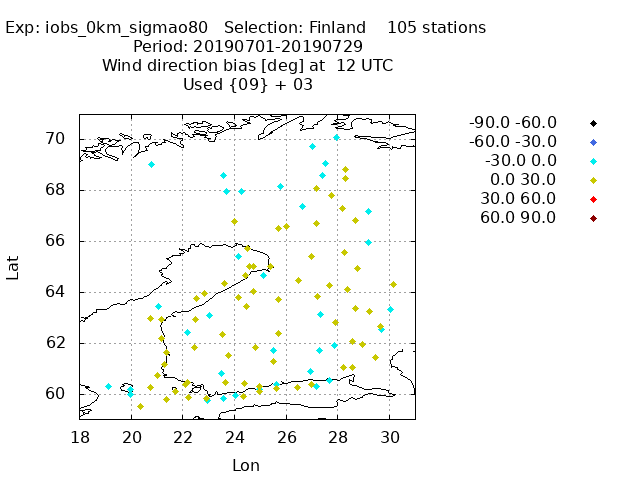 Exp: iobs_0km_sigmao80   Selection: Finland    105 stations
Period: 20190701-20190729
Wind direction bias [deg] at  12 UTC
Used {09} + 03
-90.0 -60.0
-60.0 -30.0
-30.0 0.0
0.0 30.0
30.0 60.0
60.0 90.0
70
68
66
64
62
60
Lat
18 20 22 24 26 28 30
Lon